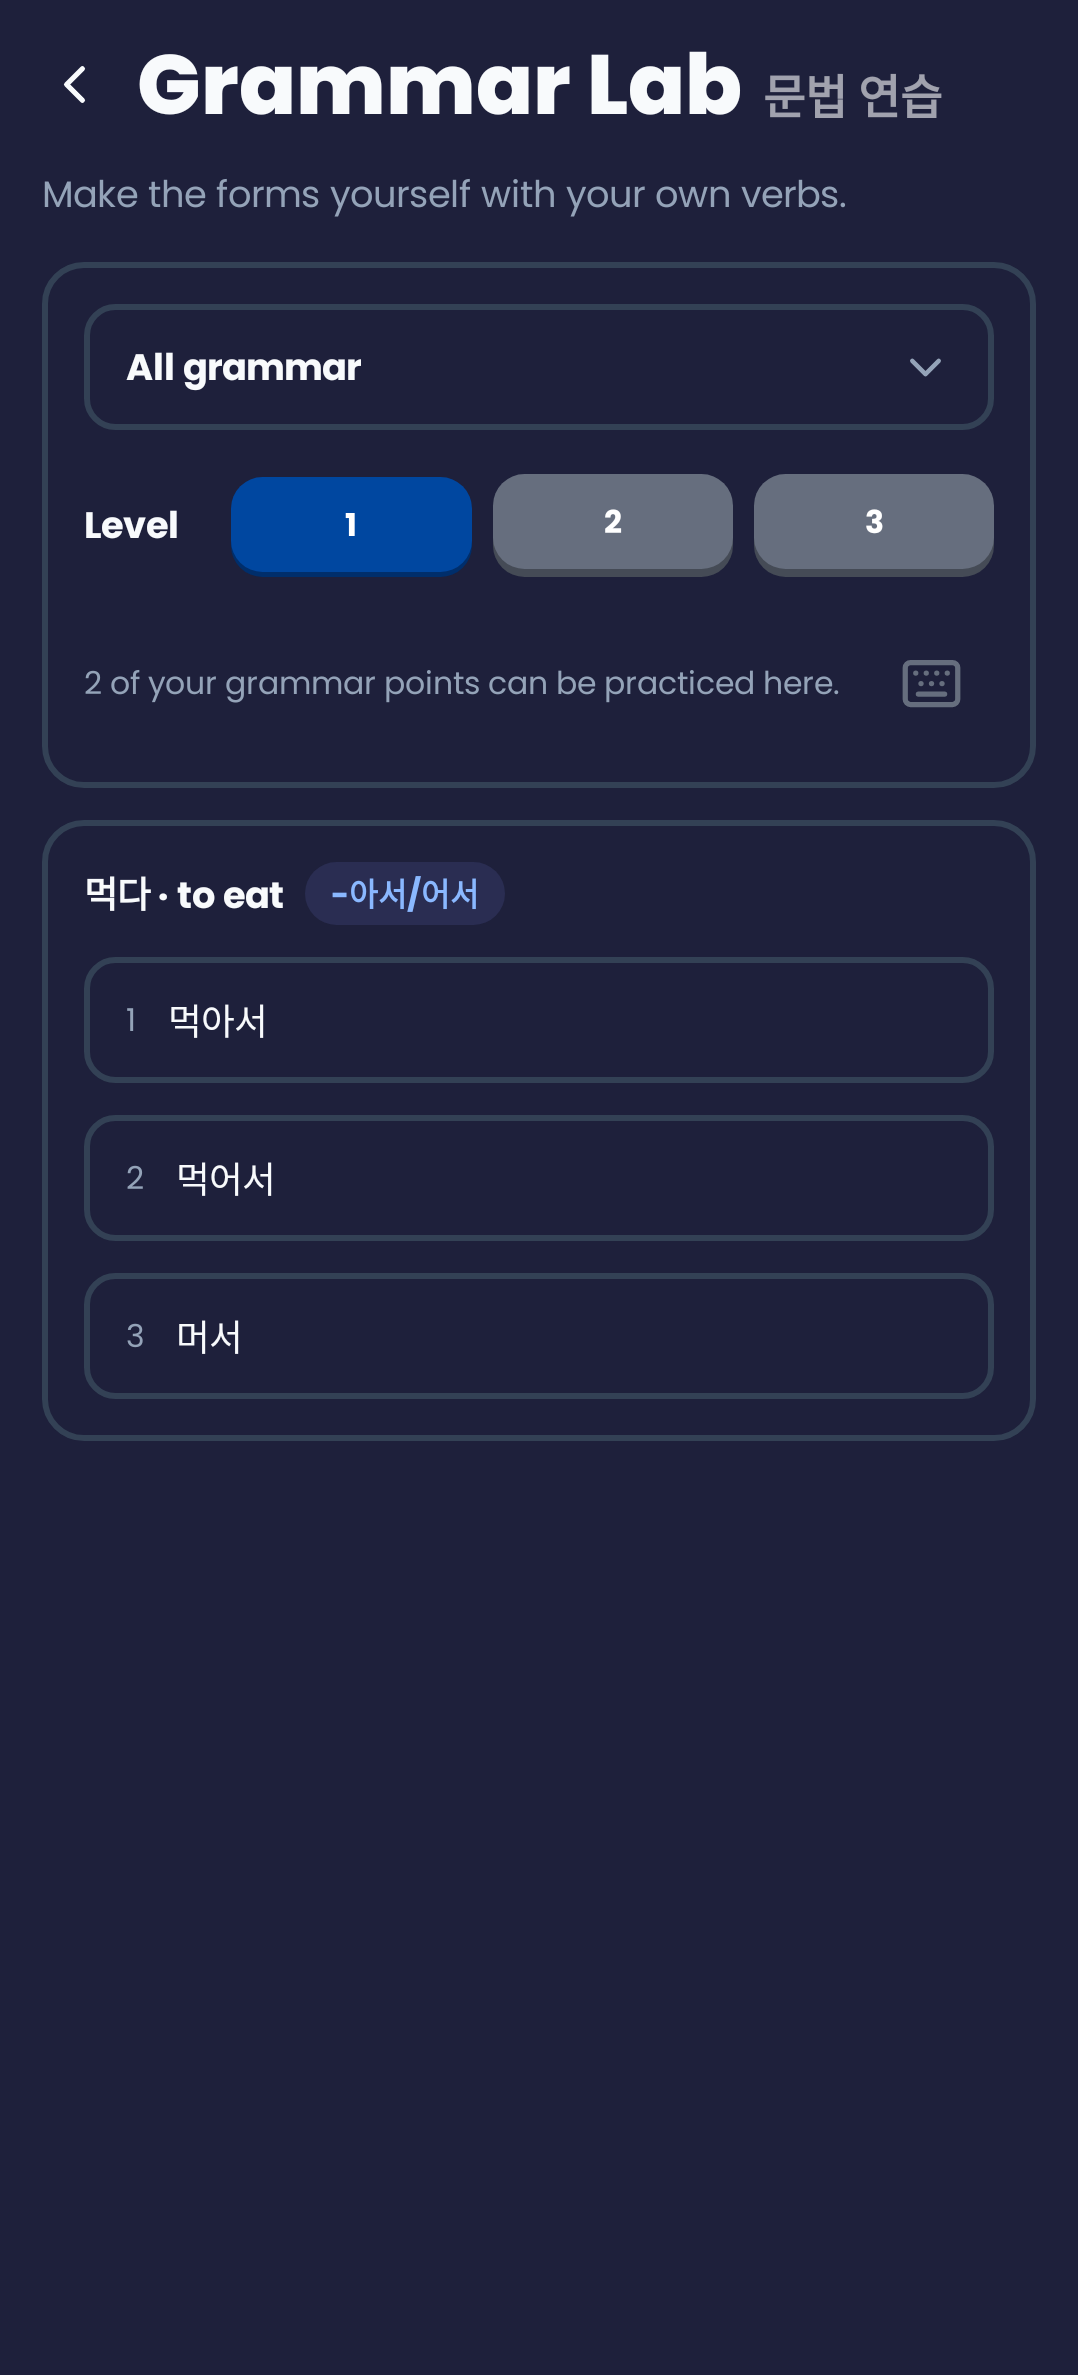 Grammar Lab 문법 연습
Make the forms yourself with your own verbs.
All grammar
Level 1 2 3
2 of your grammar points can be practiced here.
먹다 · to eat -아서/어서
1 먹아서
2 먹어서
3 머서